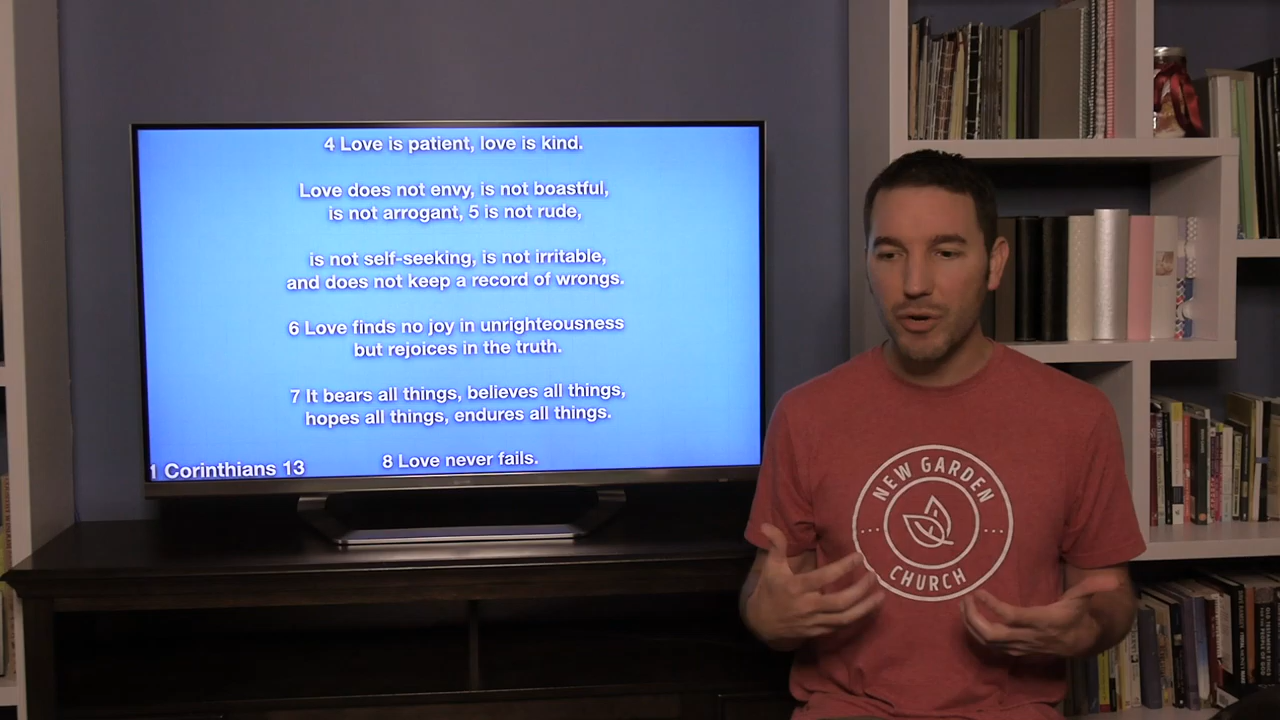 4 Love is patient, love is kind.
Love does not envy, is not boastful,
is not arrogant, 5 is not rude,
is not self-seeking, is not irritable,
and does not keep a record of wrongs.
6 Love finds no joy in unrighteousness
but rejoices in the truth.
7 It bears all things, believes all things,
hopes all things, endures all things.
8 Love never fails.
1 Corinthians 13
NEW GARDEN
CHURCH